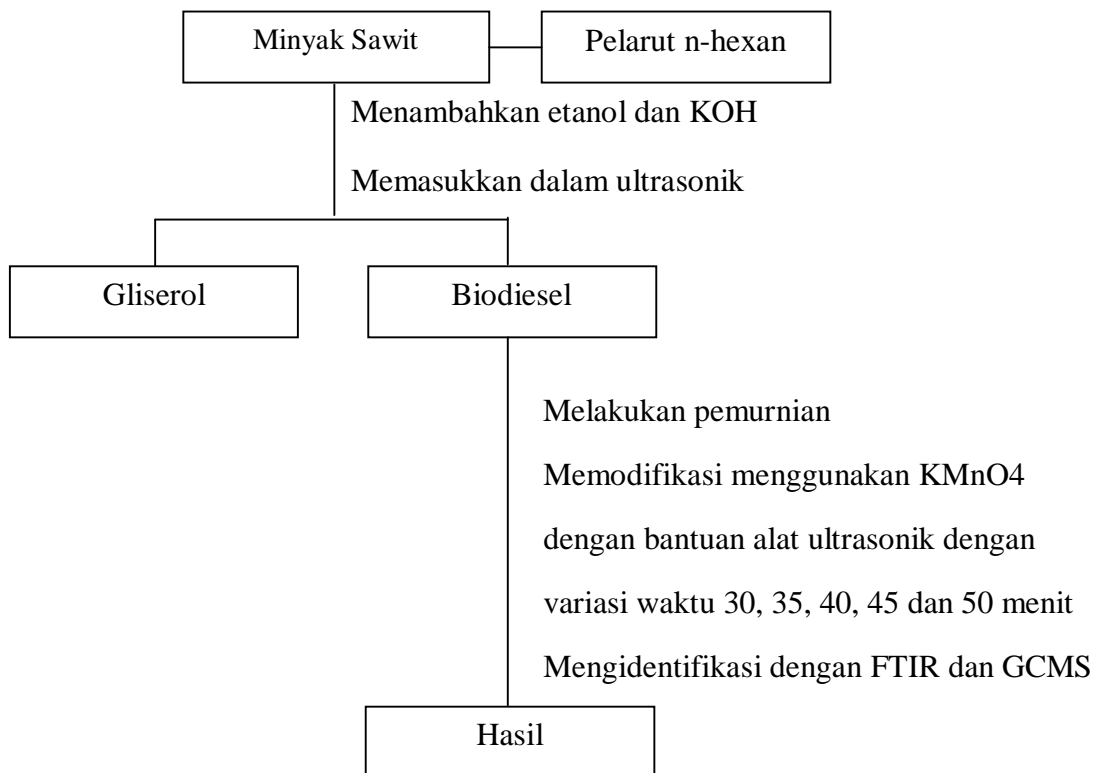 Minyak Sawit
Pelarut n-hexan
Menambahkan etanol dan KOH
Memasukkan dalam ultrasonik
Gliserol
Biodiesel
Melakukan pemurnian
Memodifikasi menggunakan KMnO4
dengan bantuan alat ultrasonik dengan
variasi waktu 30, 35, 40, 45 dan 50 menit
Mengidentifikasi dengan FTIR dan GCMS
Hasil